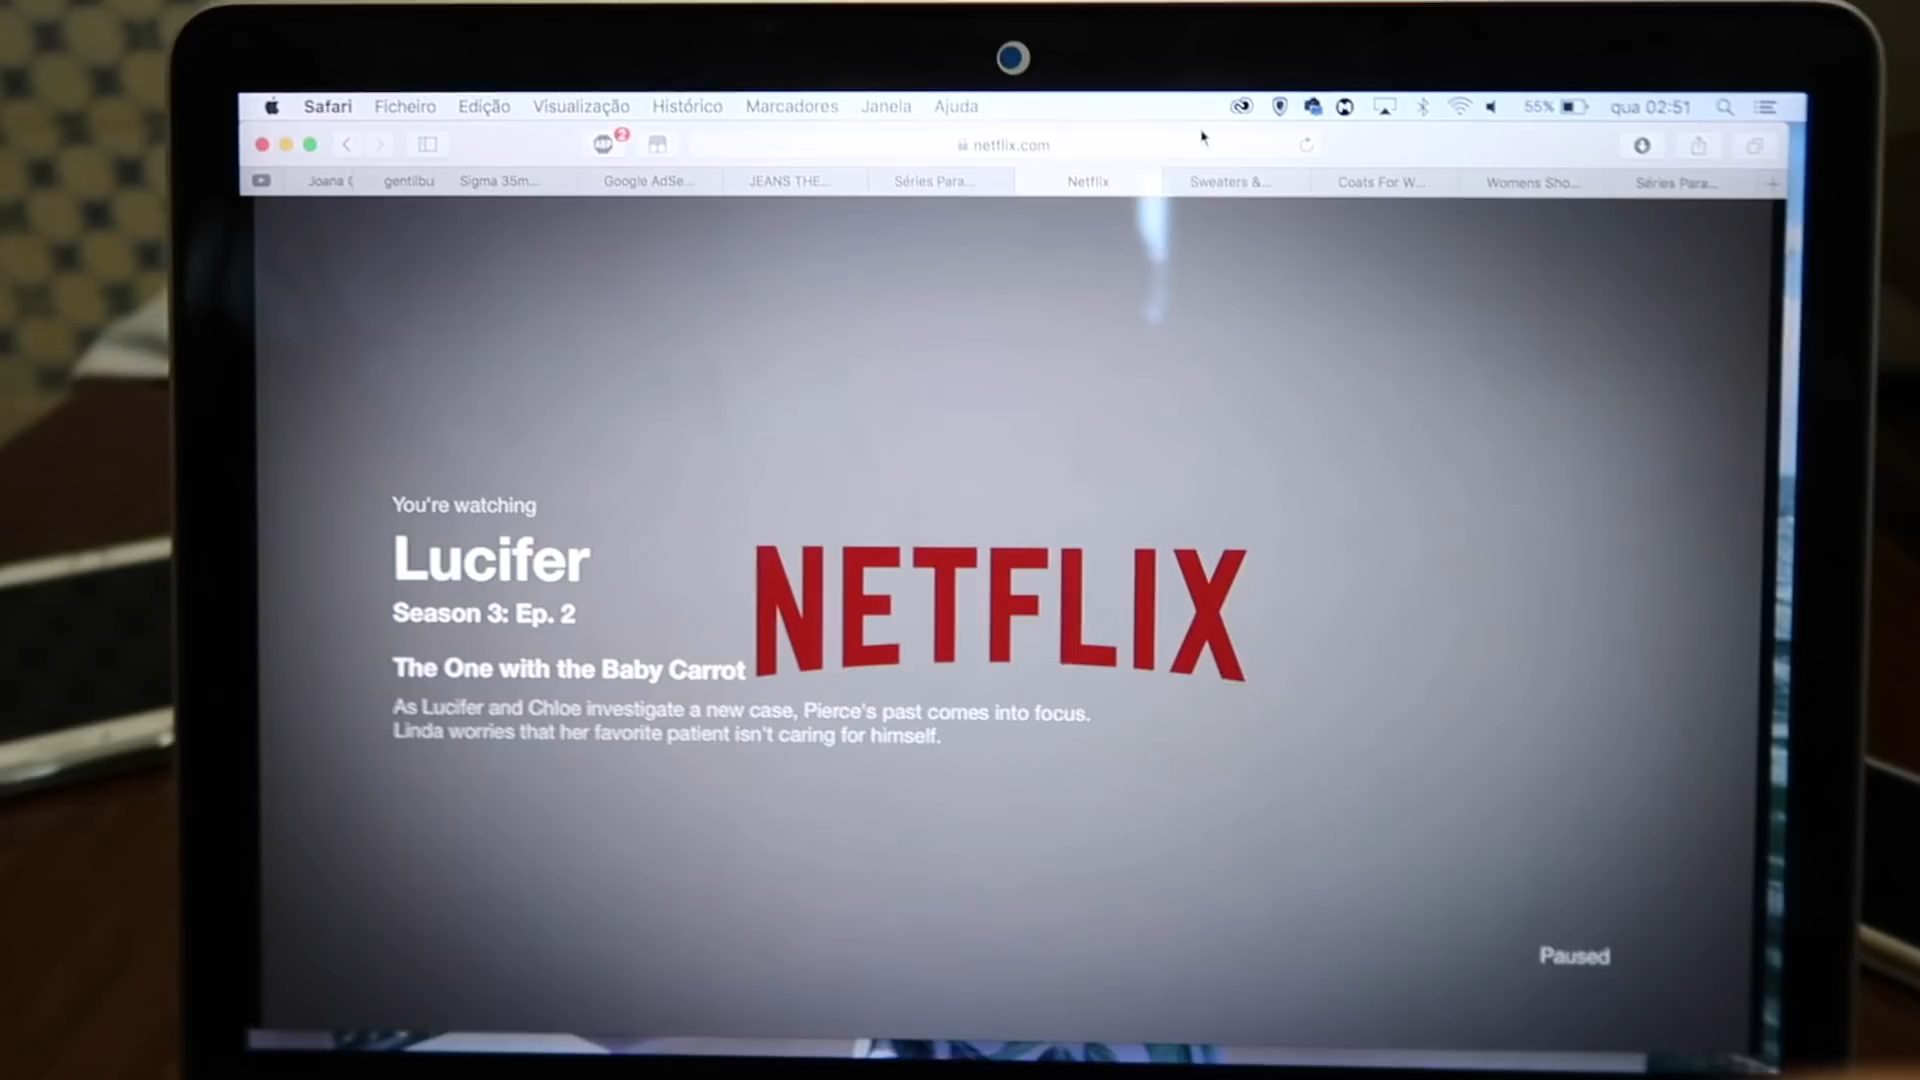 Safari Ficheiro Edição Visualização Histórico Marcadores Janela Ajuda 55% qua 02:51
ABP 2 netflix.com
Joana ( gentilbu Sigma 35m... Google AdSe... JEANS THE... Séries Para... Netflix Sweaters &... Coats For W... Womens Sho... Séries Para...
You're watching
Lucifer
Season 3: Ep. 2
NETFLIX
The One with the Baby Carrot
As Lucifer and Chloe investigate a new case, Pierce's past comes into focus.
Linda worries that her favorite patient isn't caring for himself.
Paused